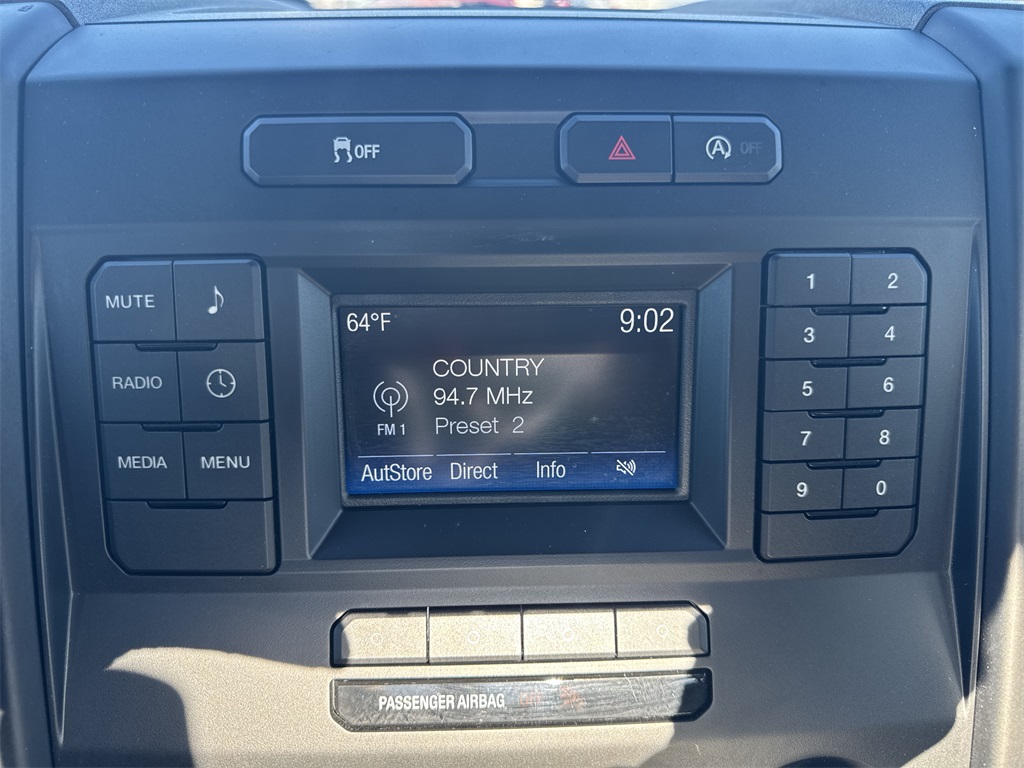 OFF
A OFF
MUTE
RADIO
MEDIA MENU
64°F 9:02
COUNTRY
94.7 MHz
FM 1
Preset 2
AutStore Direct Info
1 2
3 4
5 6
7 8
9 0
PASSENGER AIRBAG